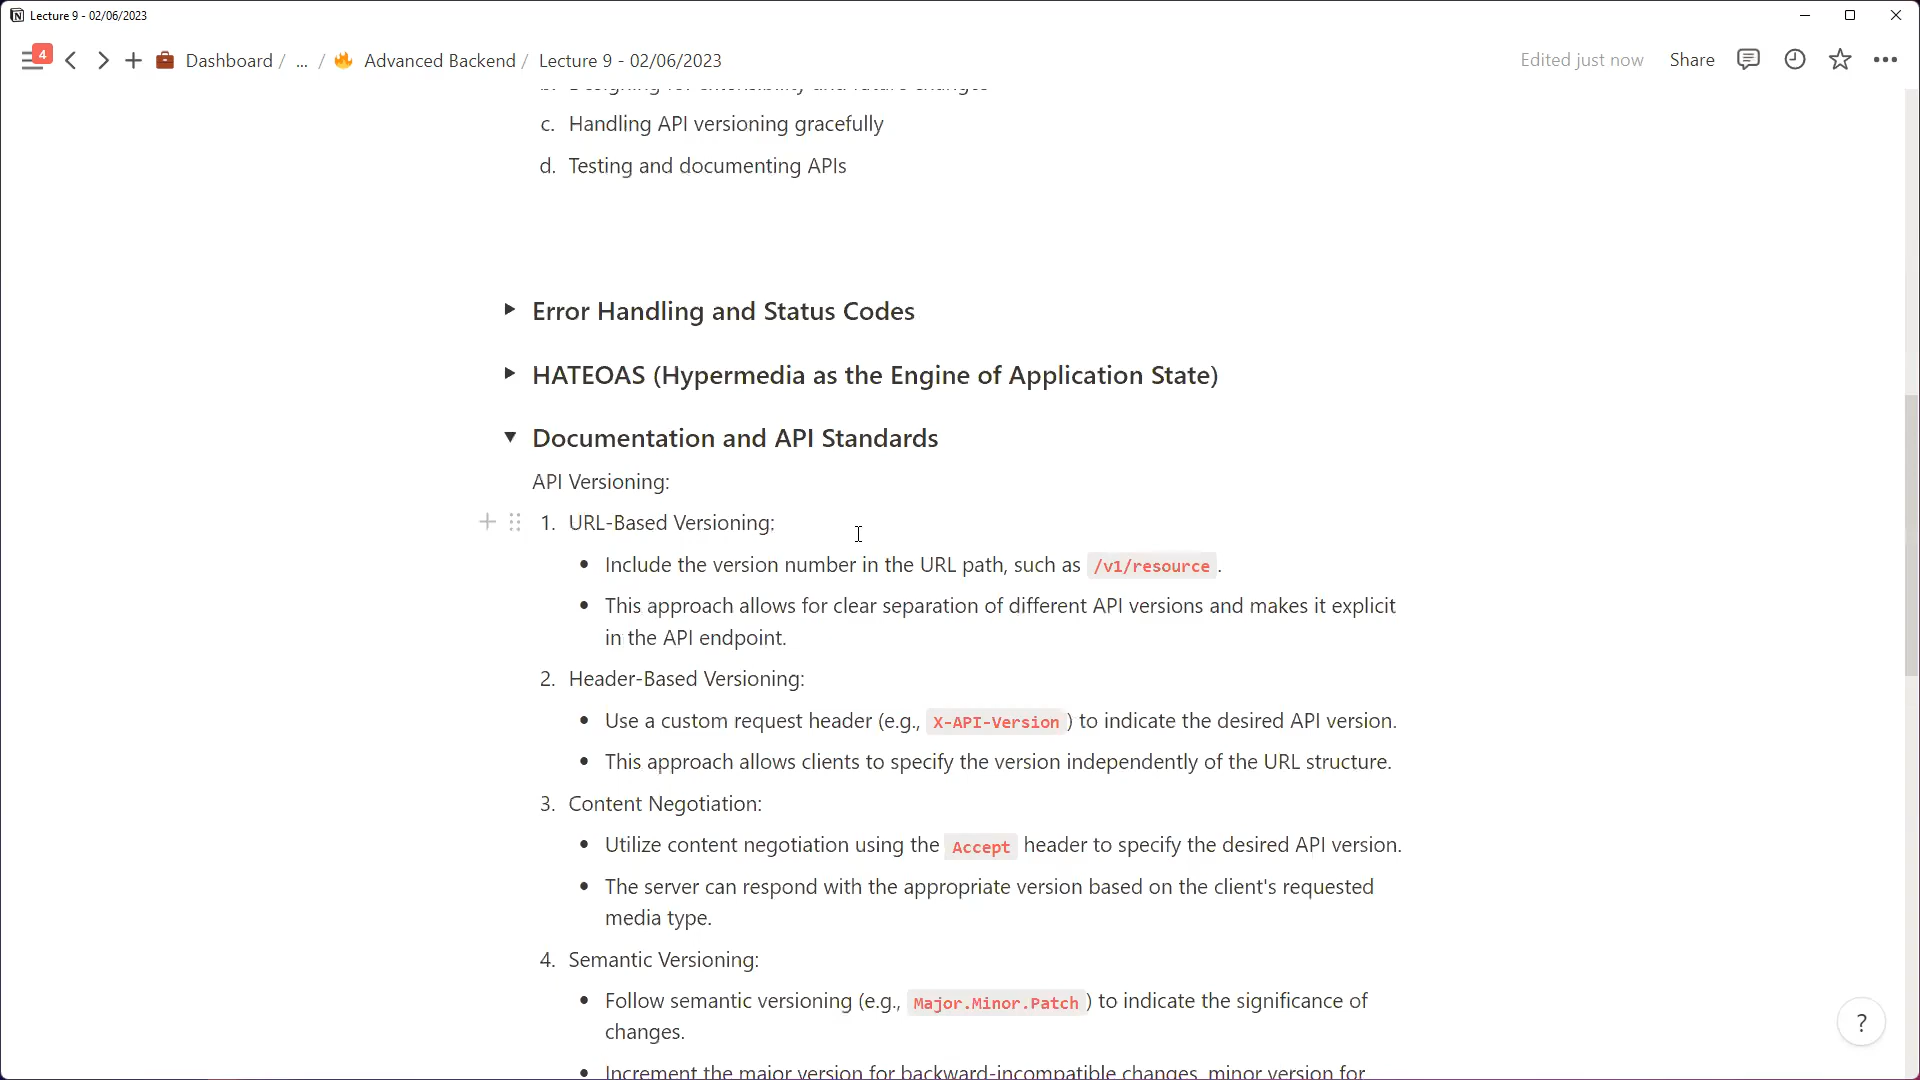 Lecture 9 - 02/06/2023
4
Dashboard / ... / Advanced Backend / Lecture 9 - 02/06/2023
Edited just now
Share
b. Designing for extensibility and future changes
c. Handling API versioning gracefully
d. Testing and documenting APIs
Error Handling and Status Codes
HATEOAS (Hypermedia as the Engine of Application State)
Documentation and API Standards
API Versioning:
1. URL-Based Versioning:
• Include the version number in the URL path, such as /v1/resource .
• This approach allows for clear separation of different API versions and makes it explicit
in the API endpoint.
2. Header-Based Versioning:
• Use a custom request header (e.g., X-API-Version ) to indicate the desired API version.
• This approach allows clients to specify the version independently of the URL structure.
3. Content Negotiation:
• Utilize content negotiation using the Accept header to specify the desired API version.
• The server can respond with the appropriate version based on the client's requested
media type.
4. Semantic Versioning:
• Follow semantic versioning (e.g., Major.Minor.Patch ) to indicate the significance of
changes.
• Increment the major version for backward-incompatible changes, minor version for
?